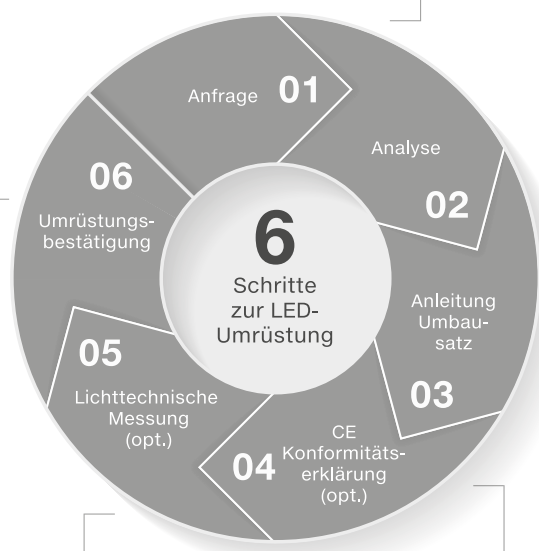 6
Schritte
zur LED-
Umrüstung
Anfrage 01
Analyse
02
Anleitung
Umbau-
satz
03
04
CE
Konformitäts-
erklärung
(opt.)
05
Lichttechnische
Messung
(opt.)
06
Umrüstungs-
bestätigung